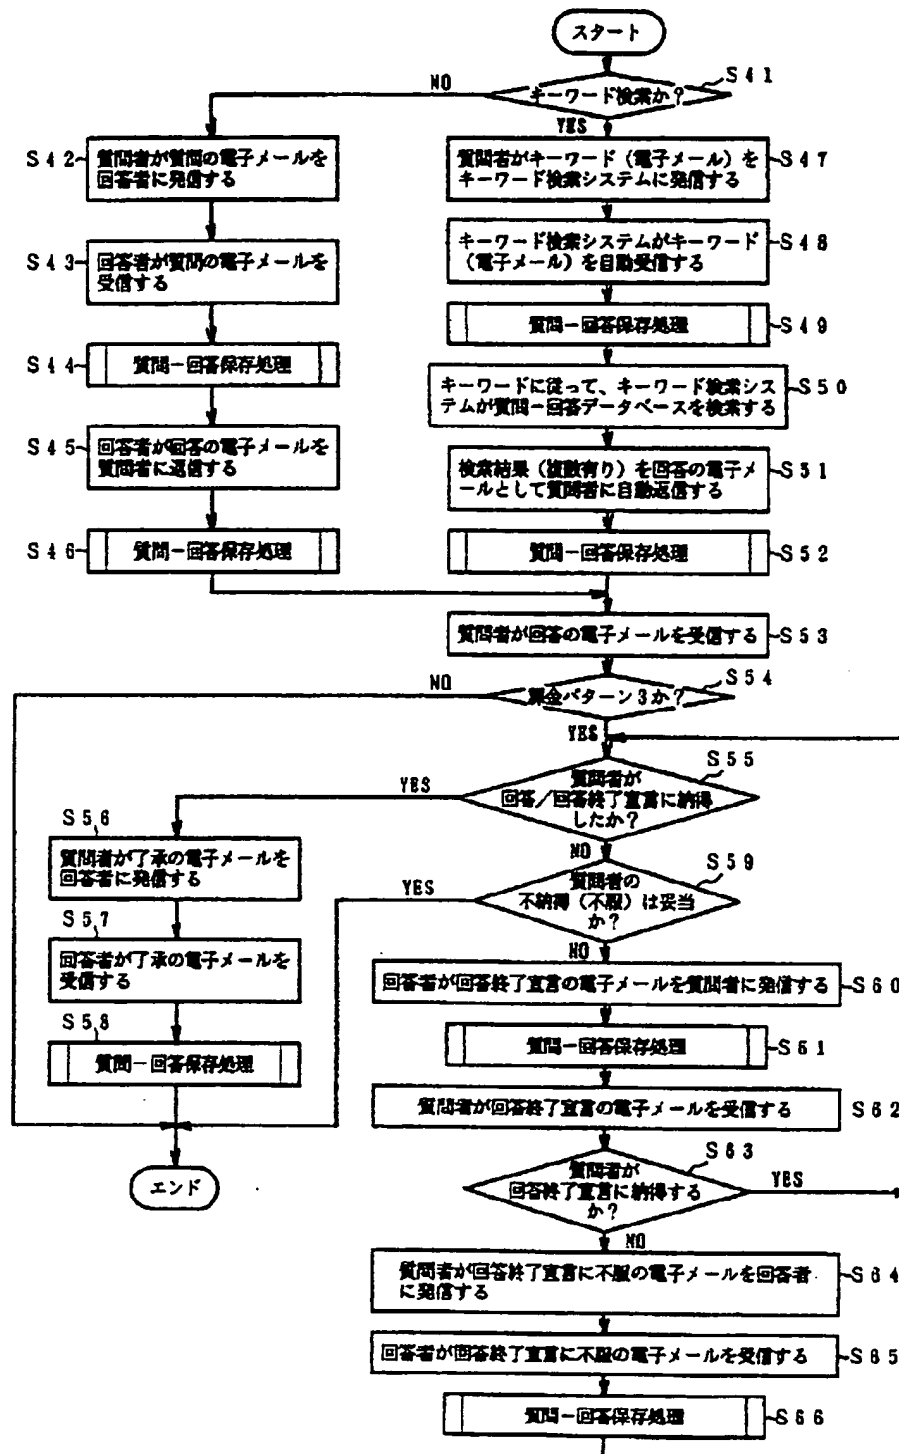 スタート
S41
キーワード検索か?
NO
YES
S42
質問者が質問の電子メールを
回答者に発信する
S43
回答者が質問の電子メールを
受信する
S44
質問-回答保存処理
S45
回答者が回答の電子メールを
質問者に返信する
S46
質問-回答保存処理
質問者がキーワード(電子メール)を
キーワード検索システムに発信する
S47
キーワード検索システムがキーワード
(電子メール)を自動受信する
S48
質問-回答保存処理
S49
キーワードに従って、キーワード検索シス
テムが質問-回答データベースを検索する
S50
検索結果(複数有り)を回答の電子メ
ールとして質問者に自動返信する
S51
質問-回答保存処理
S52
質問者が回答の電子メールを受信する
S53
S54
課金パターン3か?
NO
YES
S55
質問者が
回答/回答終了宣言に納得
したか?
YES
NO
S56
質問者が了承の電子メールを
回答者に発信する
S57
回答者が了承の電子メールを
受信する
S58
質問-回答保存処理
エンド
S59
質問者の
不納得(不服)は妥当
か?
YES
NO
回答者が回答終了宣言の電子メールを質問者に発信する
S60
質問-回答保存処理
S61
質問者が回答終了宣言の電子メールを受信する
S62
S63
質問者が
回答終了宣言に納得する
か?
YES
NO
質問者が回答終了宣言に不服の電子メールを回答者
に発信する
S64
回答者が回答終了宣言に不服の電子メールを受信する
S65
質問-回答保存処理
S66